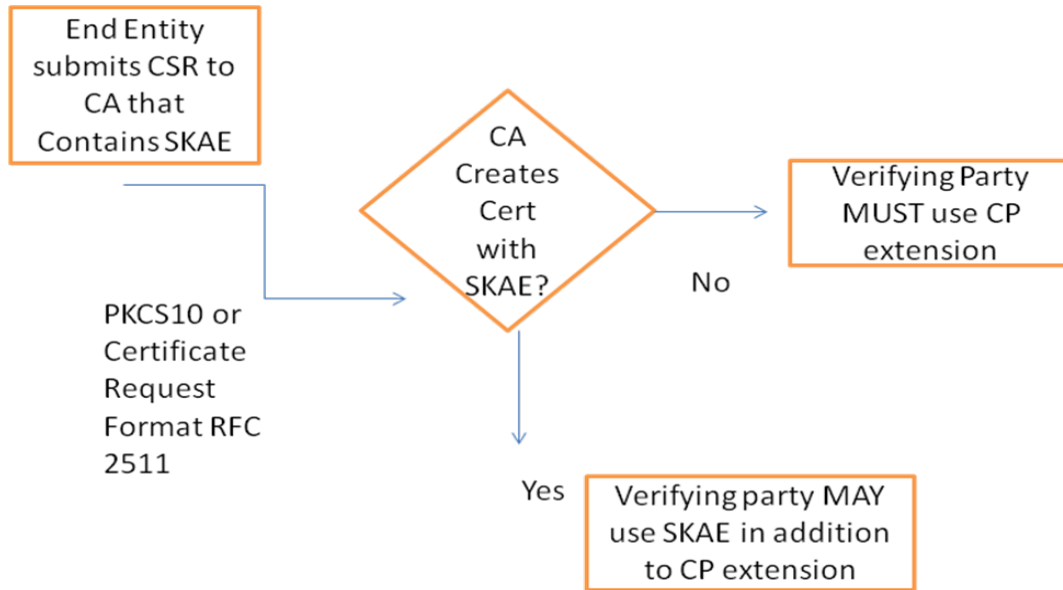 End Entity
submits CSR to
CA that
Contains SKAE
CA
Creates
Cert
with
SKAE?
Verifying Party
MUST use CP
extension
No
PKCS10 or
Certificate
Request
Format RFC
2511
Yes
Verifying party MAY
use SKAE in addition
to CP extension